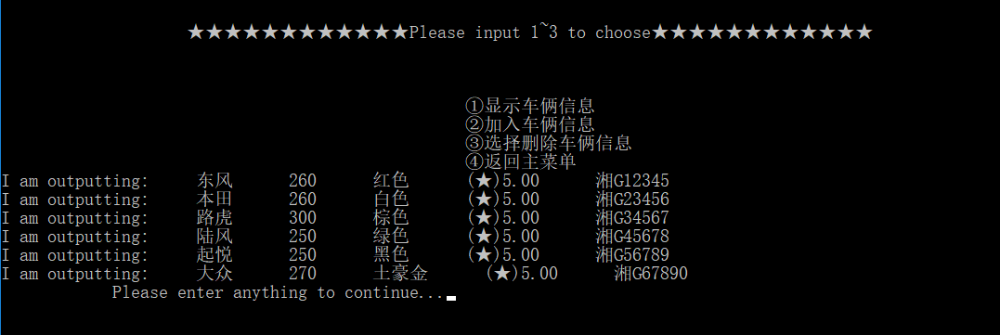 ★★★★★★★★★★★★Please input 1~3 to choose★★★★★★★★★★★★
①显示车俩信息
②加入车俩信息
③选择删除车俩信息
④返回主菜单
I am outputting: 东风 260 红色 (★)5.00 湘G12345
I am outputting: 本田 260 白色 (★)5.00 湘G23456
I am outputting: 路虎 300 棕色 (★)5.00 湘G34567
I am outputting: 陆风 250 绿色 (★)5.00 湘G45678
I am outputting: 起悦 250 黑色 (★)5.00 湘G56789
I am outputting: 大众 270 土豪金 (★)5.00 湘G67890
Please enter anything to continue...